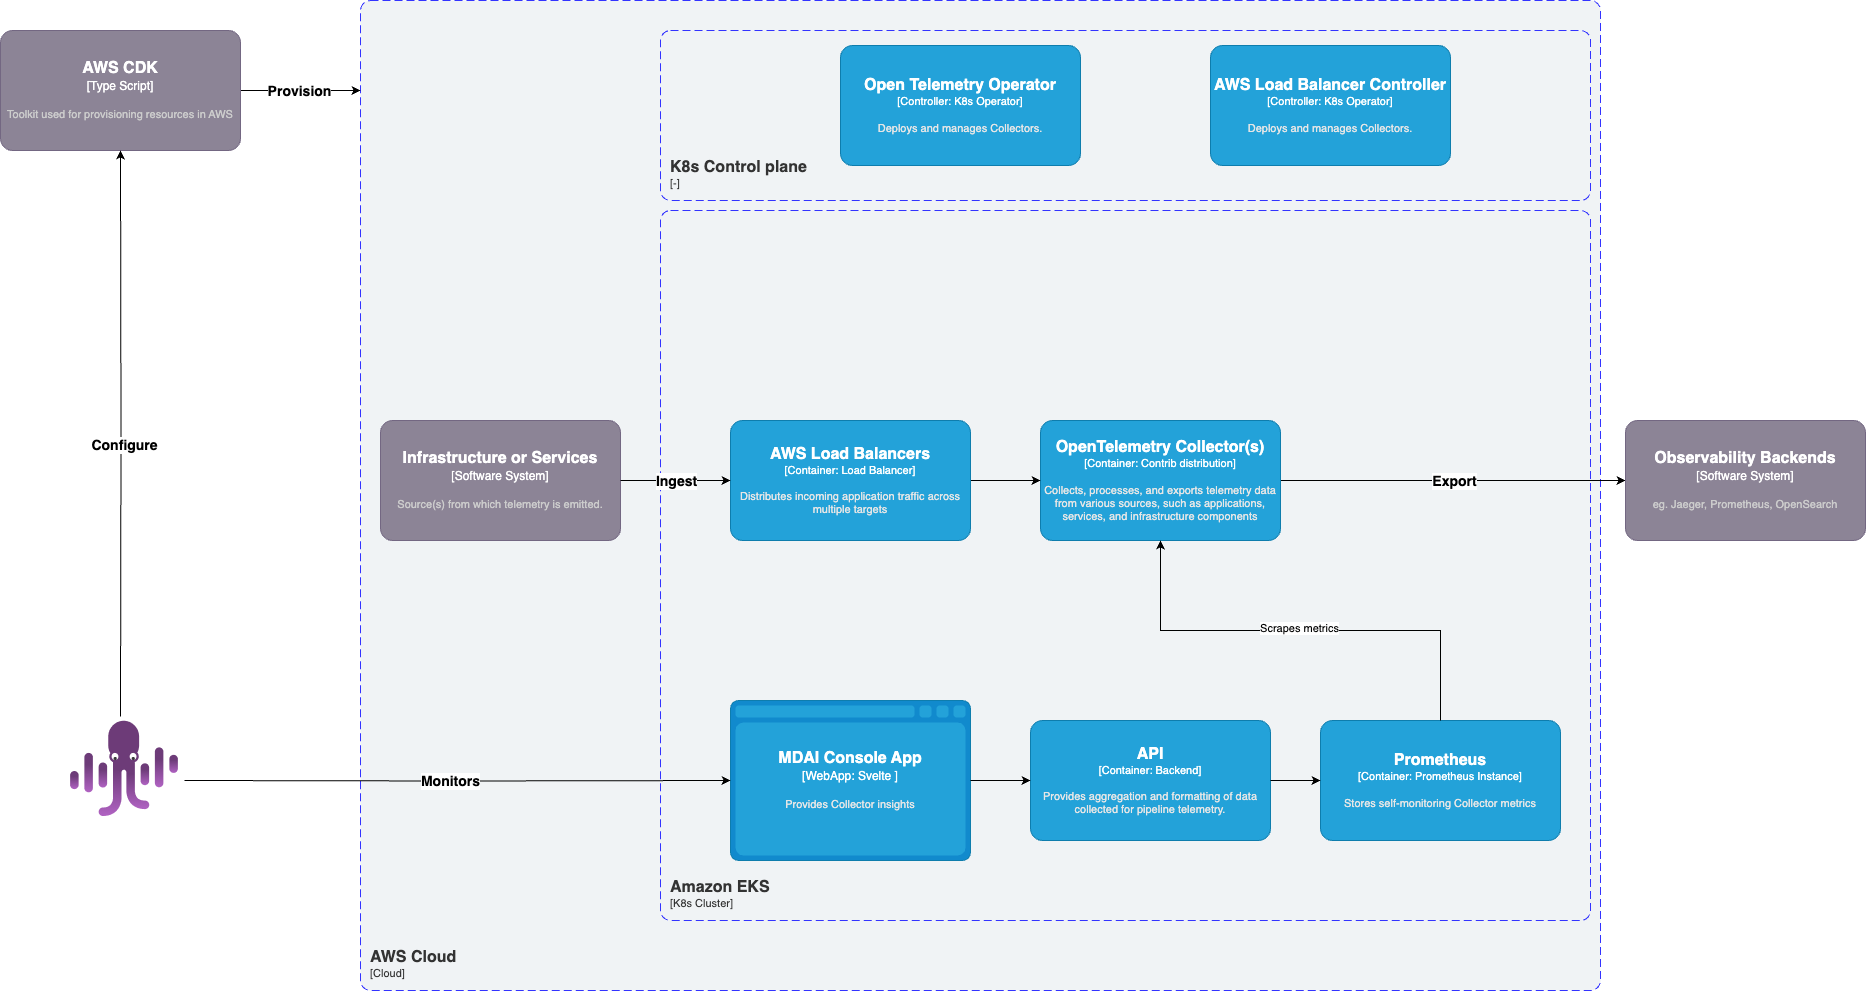 AWS CDK
[Type Script]
Toolkit used for provisioning resources in AWS
Provision
Open Telemetry Operator
[Controller: K8s Operator]
Deploys and manages Collectors.
AWS Load Balancer Controller
[Controller: K8s Operator]
Deploys and manages Collectors.
K8s Control plane
[-]
Configure
Infrastructure or Services
[Software System]
Source(s) from which telemetry is emitted.
Ingest
AWS Load Balancers
[Container: Load Balancer]
Distributes incoming application traffic across
multiple targets
OpenTelemetry Collector(s)
[Container: Contrib distribution]
Collects, processes, and exports telemetry data
from various sources, such as applications,
services, and infrastructure components
Export
Observability Backends
[Software System]
eg. Jaeger, Prometheus, OpenSearch
Scrapes metrics
Monitors
MDAI Console App
[WebApp: Svelte ]
Provides Collector insights
API
[Container: Backend]
Provides aggregation and formatting of data
collected for pipeline telemetry.
Prometheus
[Container: Prometheus Instance]
Stores self-monitoring Collector metrics
Amazon EKS
[K8s Cluster]
AWS Cloud
[Cloud]